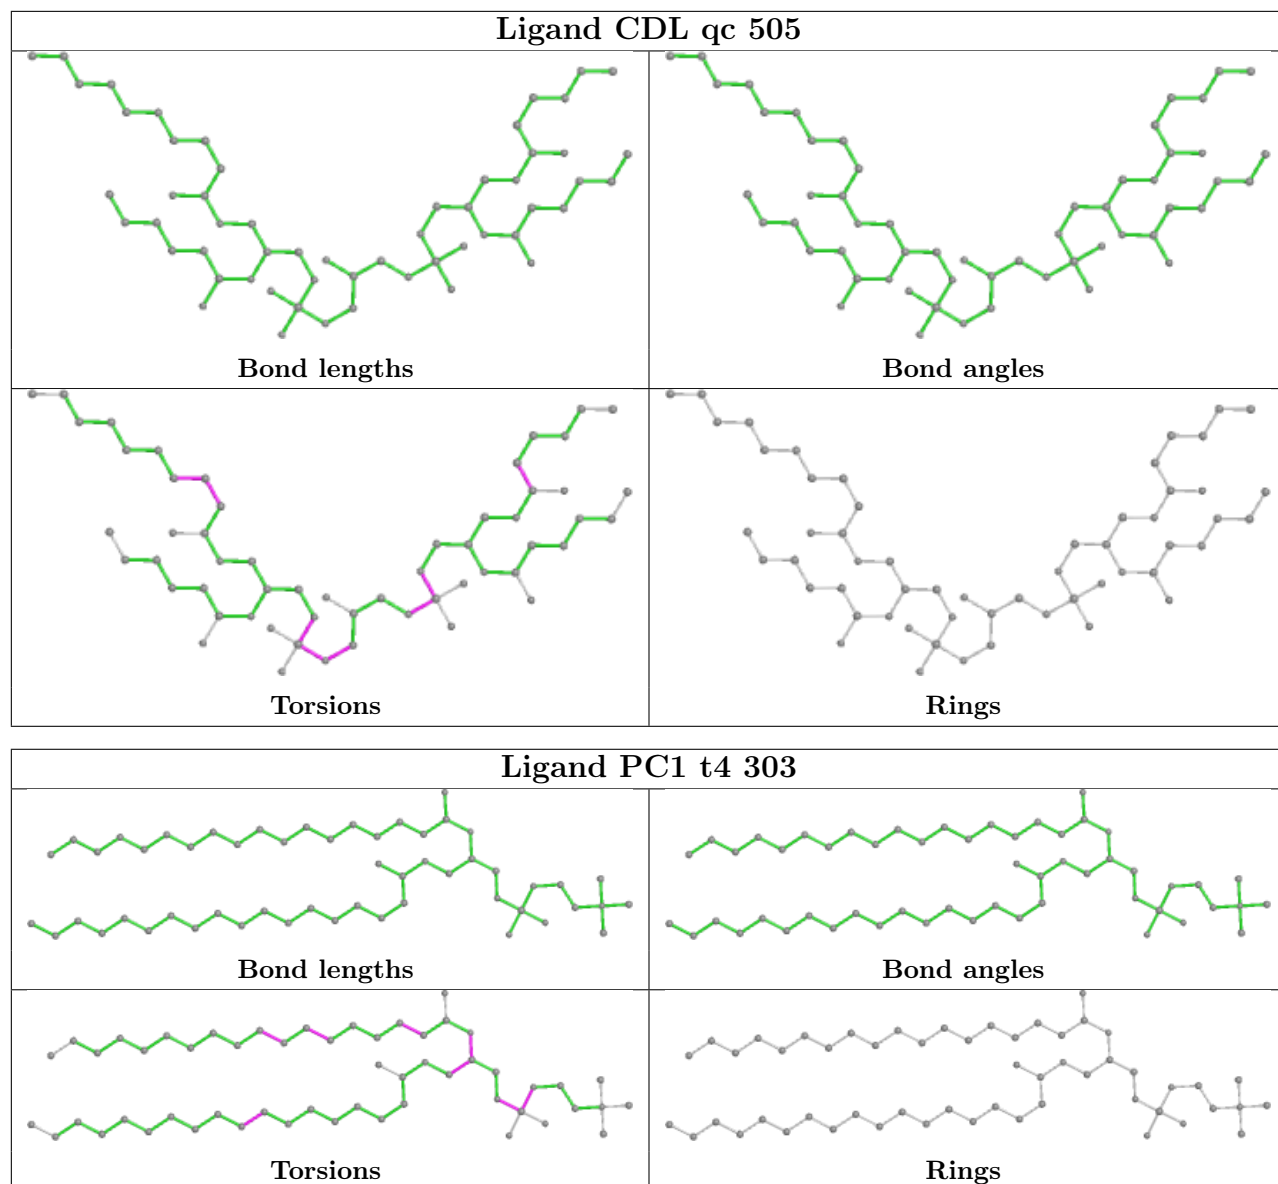 Ligand CDL qc 505
Bond lengths
Bond angles
Torsions
Rings
Ligand PC1 t4 303
Bond lengths
Bond angles
Torsions
Rings